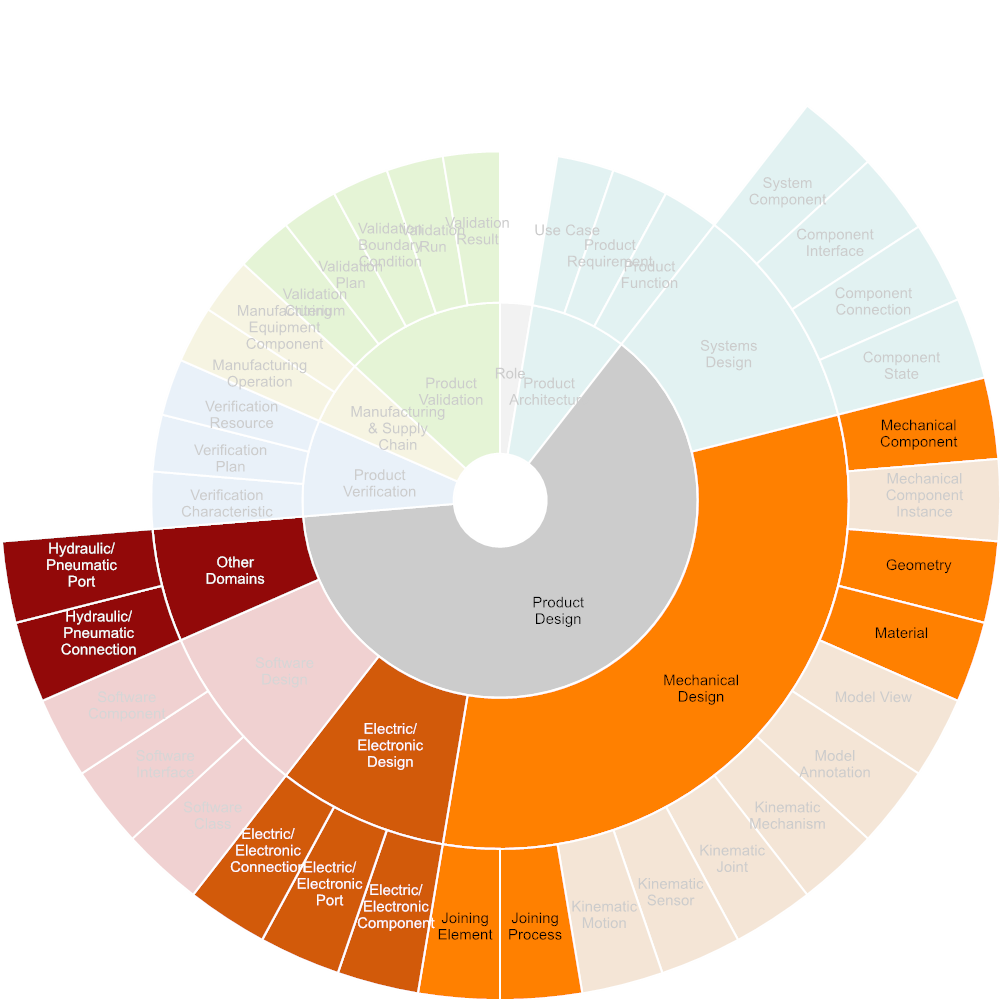 System
Component
Component
Interface
Component
Connection
Component
State
Use Case
Product
Requirement
Product
Function
Systems
Design
Role
Product
Architecture
Validation
Result
Validation
Run
Validation
Boundary
Condition
Validation
Plan
Validation
Criterium
Product
Validation
Manufacturing
Equipment
Component
Manufacturing
Operation
Manufacturing
& Supply
Chain
Verification
Resource
Verification
Plan
Verification
Characteristic
Product
Verification
Mechanical
Component
Mechanical
Component
Instance
Geometry
Material
Model View
Model
Annotation
Kinematic
Mechanism
Kinematic
Joint
Kinematic
Sensor
Kinematic
Motion
Joining
Process
Joining
Element
Mechanical
Design
Product
Design
Hydraulic/
Pneumatic
Port
Hydraulic/
Pneumatic
Connection
Other
Domains
Software
Design
Software
Component
Software
Interface
Software
Electric/
Electronic
Design
Electric/
Electronic
Connection
Electric/
Electronic
Port
Electric/
Electronic
Component